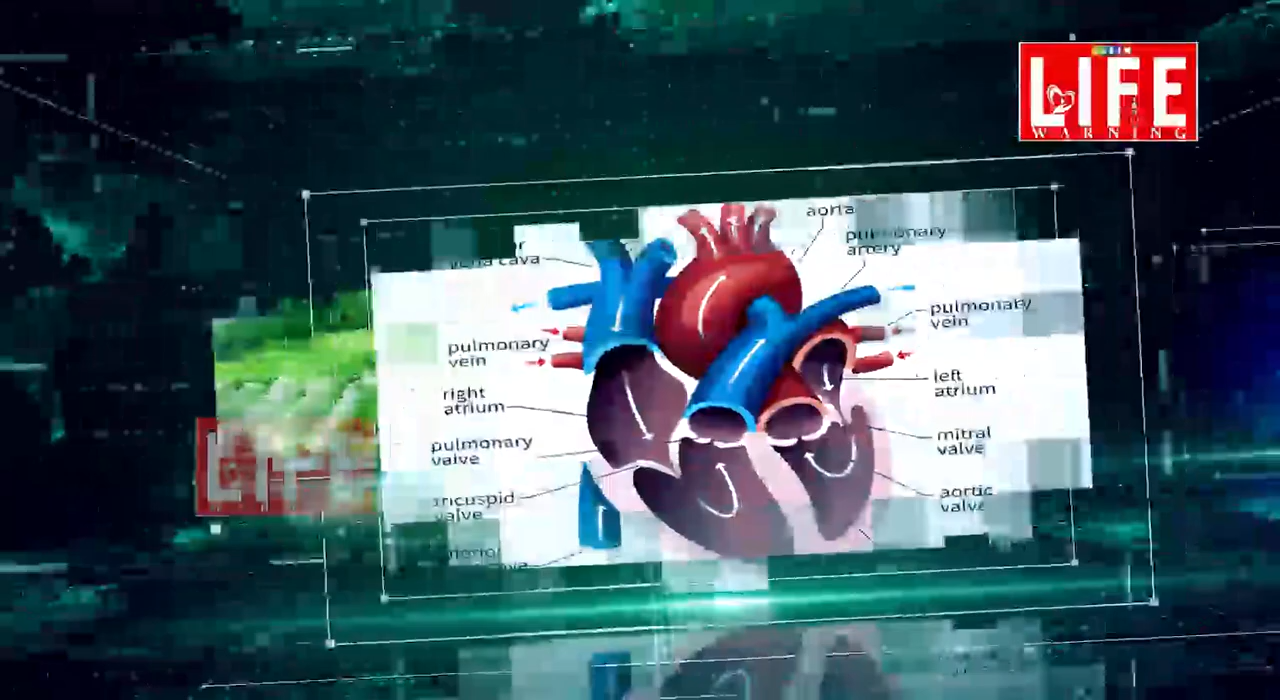 LIFE
WARNING
aorta
pulmonary
artery
cava
pulmonary
vein
pulmonary
vein
left
atrium
right
atrium
mitral
valve
pulmonary
valve
aortic
valve
tricuspid
valve